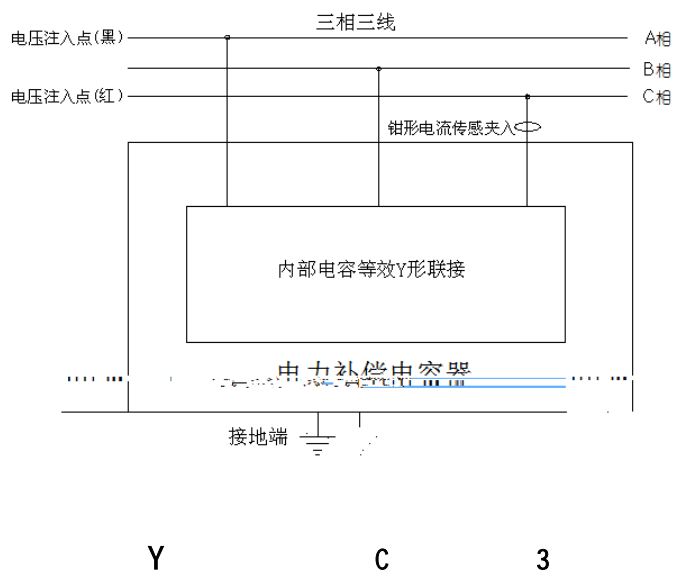 三相三线
电压注入点(黑) A相
B相
电压注入点(红) C相
钳形电流传感夹入
内部电容等效Y形联接
电力补偿电容器
接地端
Y C 3